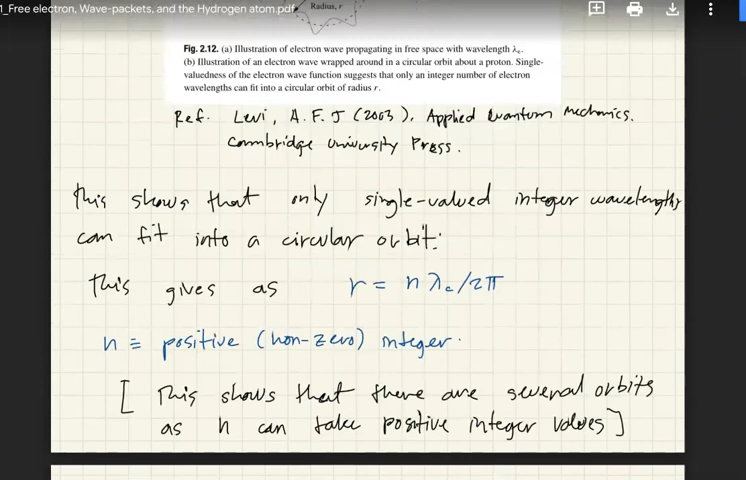 1_Free electron, Wave-packets, and the Hydrogen atom.pdf
Radius, r
Fig. 2.12. (a) Illustration of electron wave propagating in free space with wavelength λe.
(b) Illustration of an electron wave wrapped around in a circular orbit about a proton. Single-
valuedness of the electron wave function suggests that only an integer number of electron
wavelengths can fit into a circular orbit of radius r.
Ref. Levi, A. F. J (2003), Applied Quantum Mechanics.
Cambridge University Press.
This shows that only single-valued integer wavelengths
can fit into a circular orbit:
This gives as r = n λe/2π
n ≡ positive (non-zero) integer.
[ This shows that there are several orbits
as n can take positive integer values]